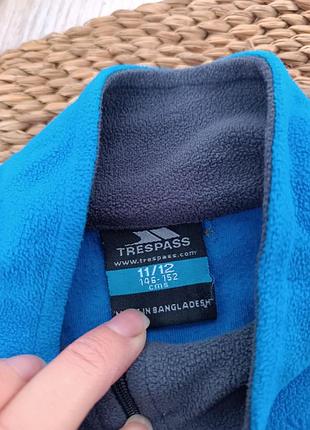 TRESPASS
www.trespass.com
11/12
146-152
cms
IN BANGLADESH